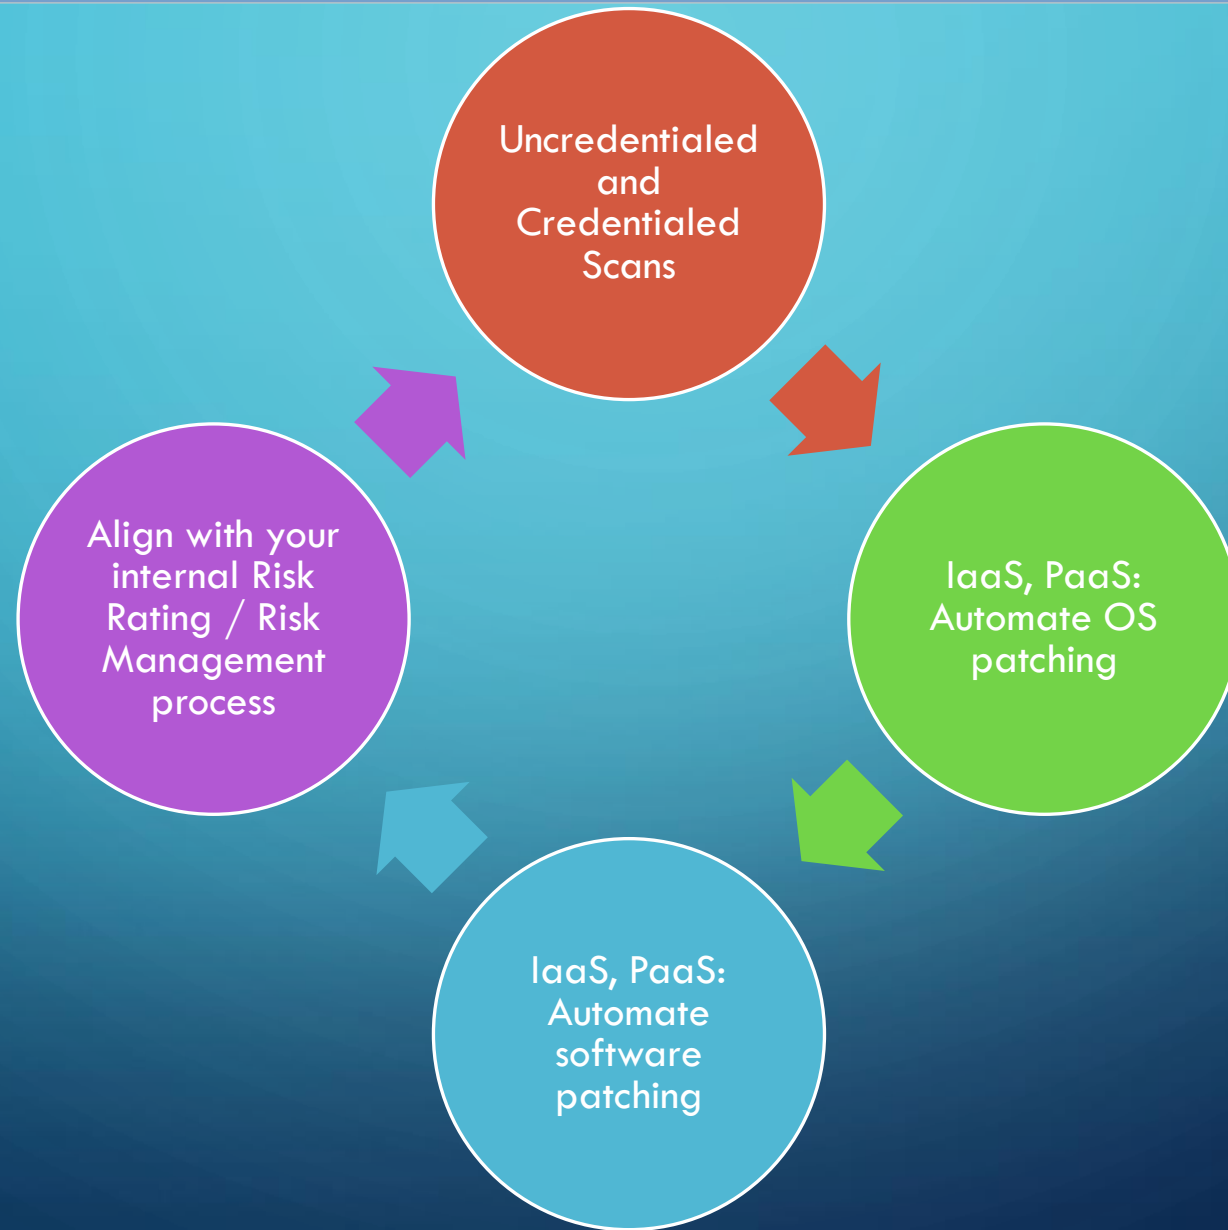 Uncredentialed
and
Credentialed
Scans
IaaS, PaaS:
Automate OS
patching
IaaS, PaaS:
Automate
software
patching
Align with your
internal Risk
Rating / Risk
Management
process